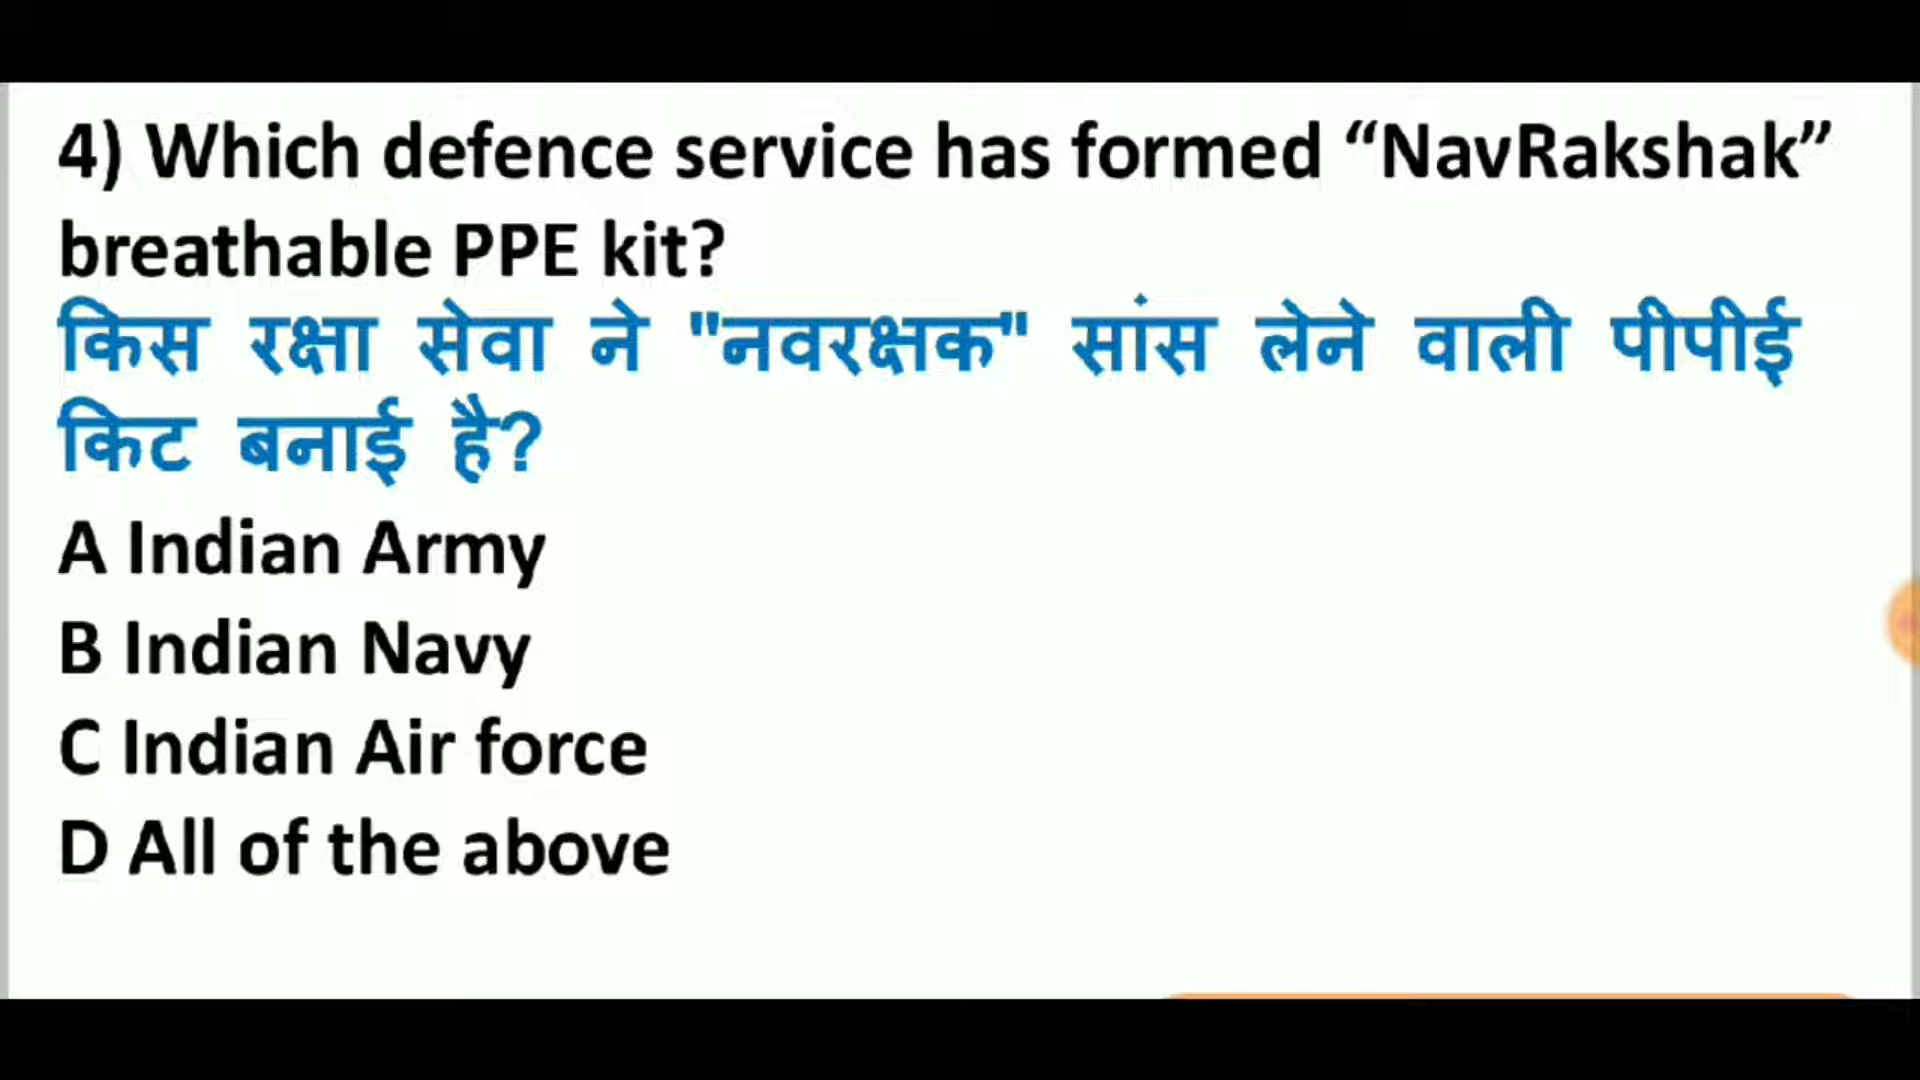 4) Which defence service has formed “NavRakshak”
breathable PPE kit?
किस रक्षा सेवा ने "नवरक्षक" सांस लेने वाली पीपीई
किट बनाई है?
A Indian Army
B Indian Navy
C Indian Air force
D All of the above